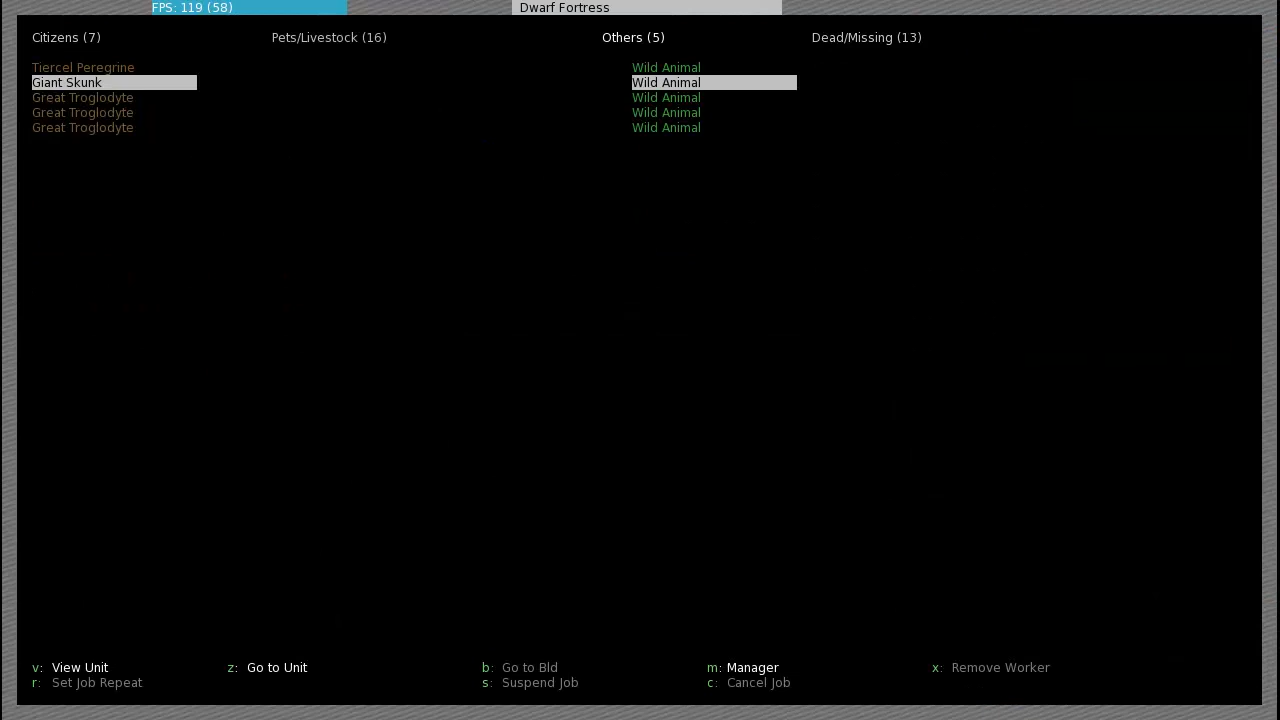 FPS: 119 (58) Dwarf Fortress
Citizens (7) Pets/Livestock (16) Others (5) Dead/Missing (13)
Tiercel Peregrine Wild Animal
Giant Skunk Wild Animal
Great Troglodyte Wild Animal
Great Troglodyte Wild Animal
Great Troglodyte Wild Animal
v: View Unit z: Go to Unit b: Go to Bld m: Manager x: Remove Worker
r: Set Job Repeat s: Suspend Job c: Cancel Job